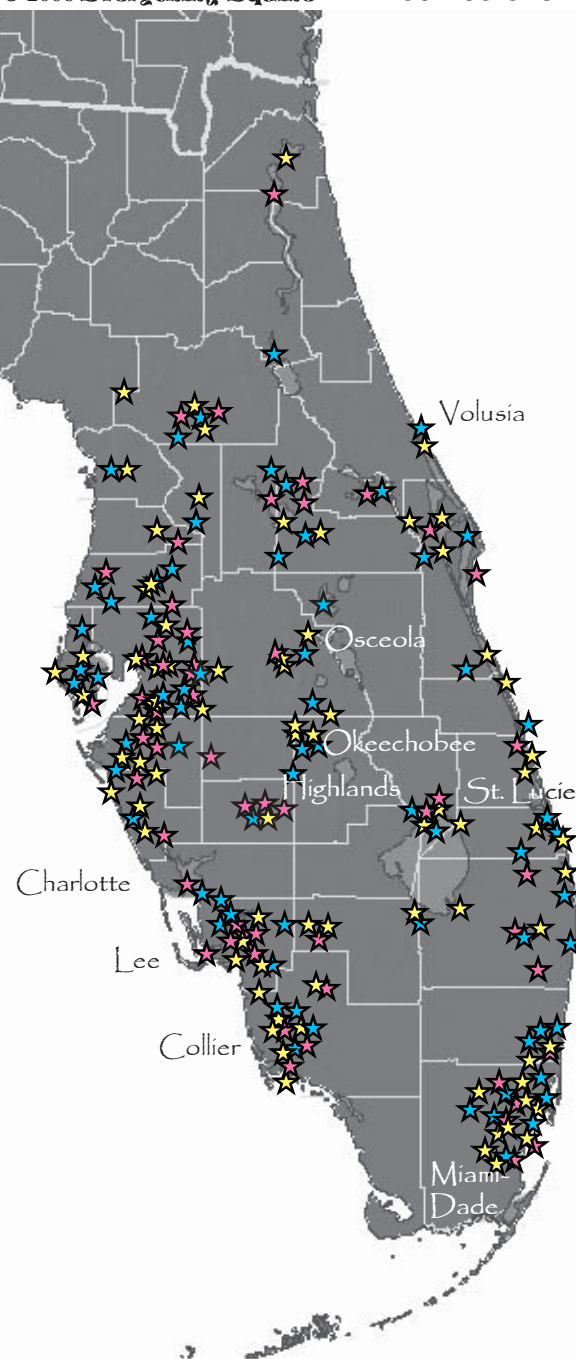 Volusia
Osceola
Okeechobee
Highlands
St. Lucie
Charlotte
Lee
Collier
Miami-
Dade